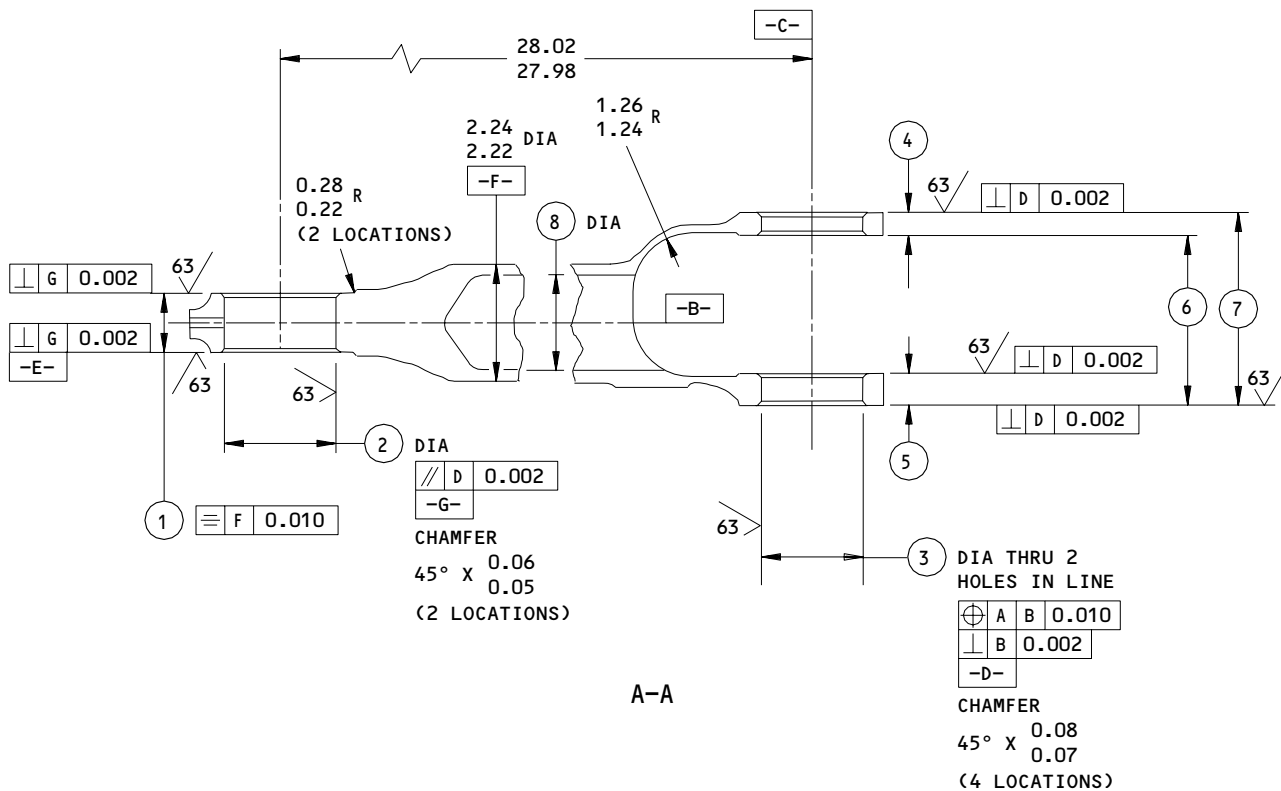 -C-
28.02
27.98
1.26 R
1.24
2.24 DIA
2.22
-F-
4
0.28 R
0.22
(2 LOCATIONS)
8 DIA
63
⊥ D 0.002
⊥ G 0.002
63
-B-
6
7
⊥ G 0.002
-E-
63
63
63
⊥ D 0.002
63
⊥ D 0.002
2 DIA
// D 0.002
-G-
5
1
⌯ F 0.010
CHAMFER
45° X 0.06
0.05
(2 LOCATIONS)
63
3 DIA THRU 2
HOLES IN LINE
⌖ A B 0.010
⊥ B 0.002
-D-
A-A
CHAMFER
45° X 0.08
0.07
(4 LOCATIONS)